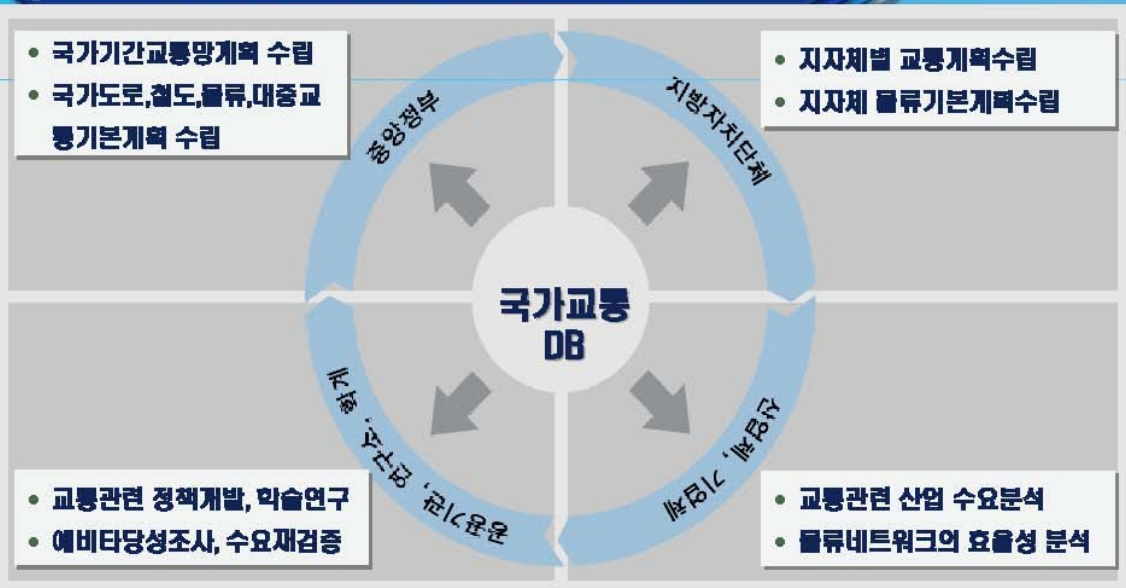 • 국가기간교통망계획 수립
• 국가도로,철도,물류,대중교
통기본계획 수립
중앙정부
• 지자체별 교통계획수립
• 지자체 물류기본계획수립
지방자치단체
국가교통
DB
공공기관, 연구소, 학계
• 교통관련 정책개발, 학술연구
• 예비타당성조사, 수요재검증
산업체, 기업체
• 교통관련 산업 수요분석
• 물류네트워크의 효율성 분석